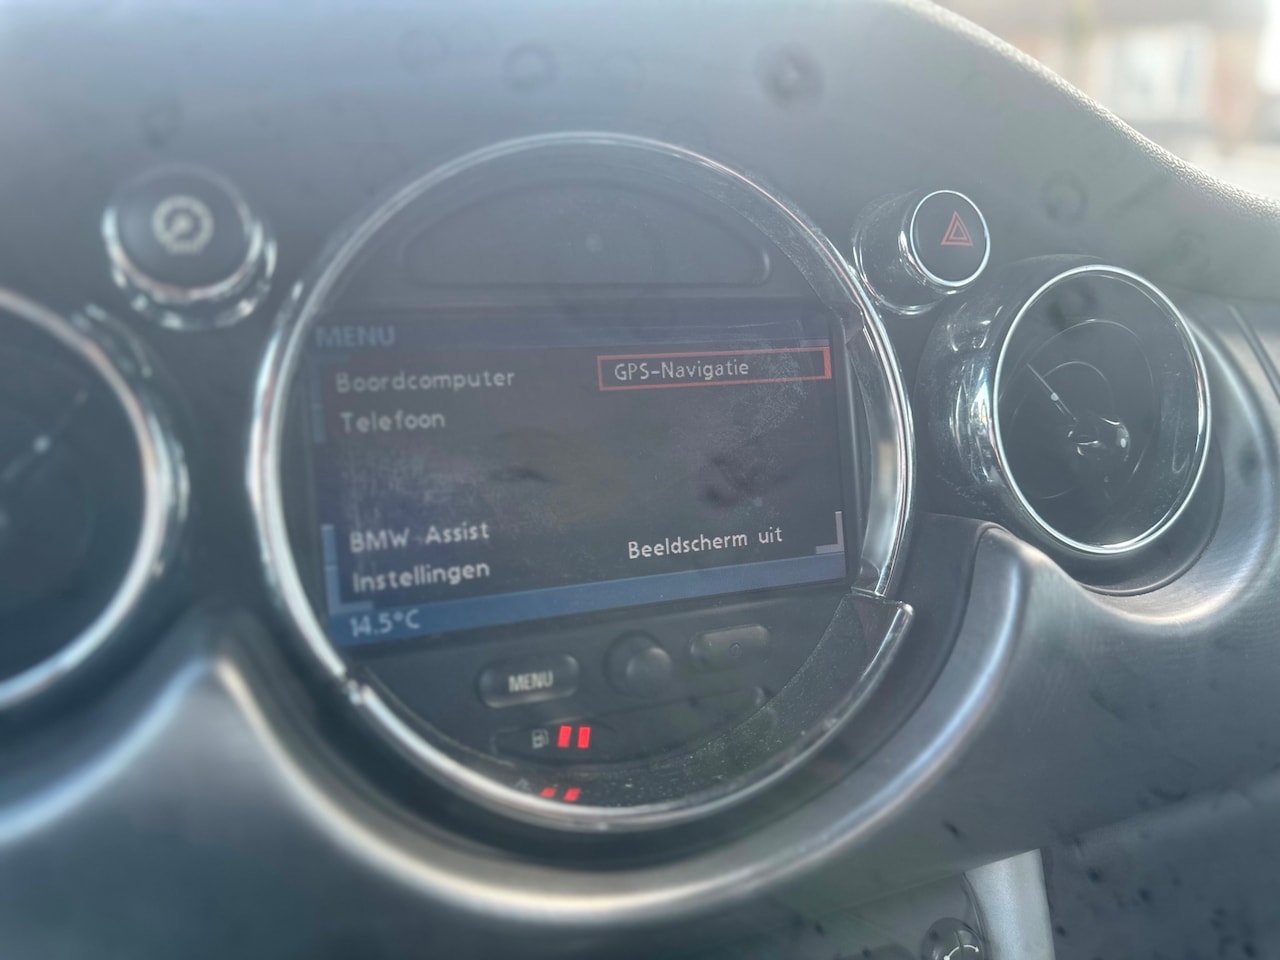 MENU
Boordcomputer
GPS-Navigatie
Telefoon
BMW Assist
Beeldscherm uit
Instellingen
14.5°C
MENU